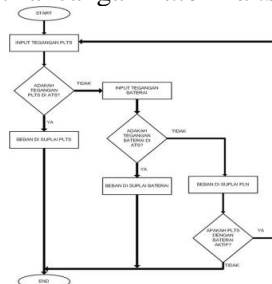 START
INPUT TEGANGAN PLTS
ADAKAH
TEGANGAN
PLTS DI ATS?
TIDAK
INPUT TEGANGAN
BATERAI
YA
BEBAN DI SUPLAI PLTS
ADAKAH
TEGANGAN
BATERAI DI
ATS?
TIDAK
YA
BEBAN DI SUPLAI BATERAI
BEBAN DI SUPLAI PLN
APAKAH PLTS
DENGAN
BATERAI
AKTIF?
YA
TIDAK
END